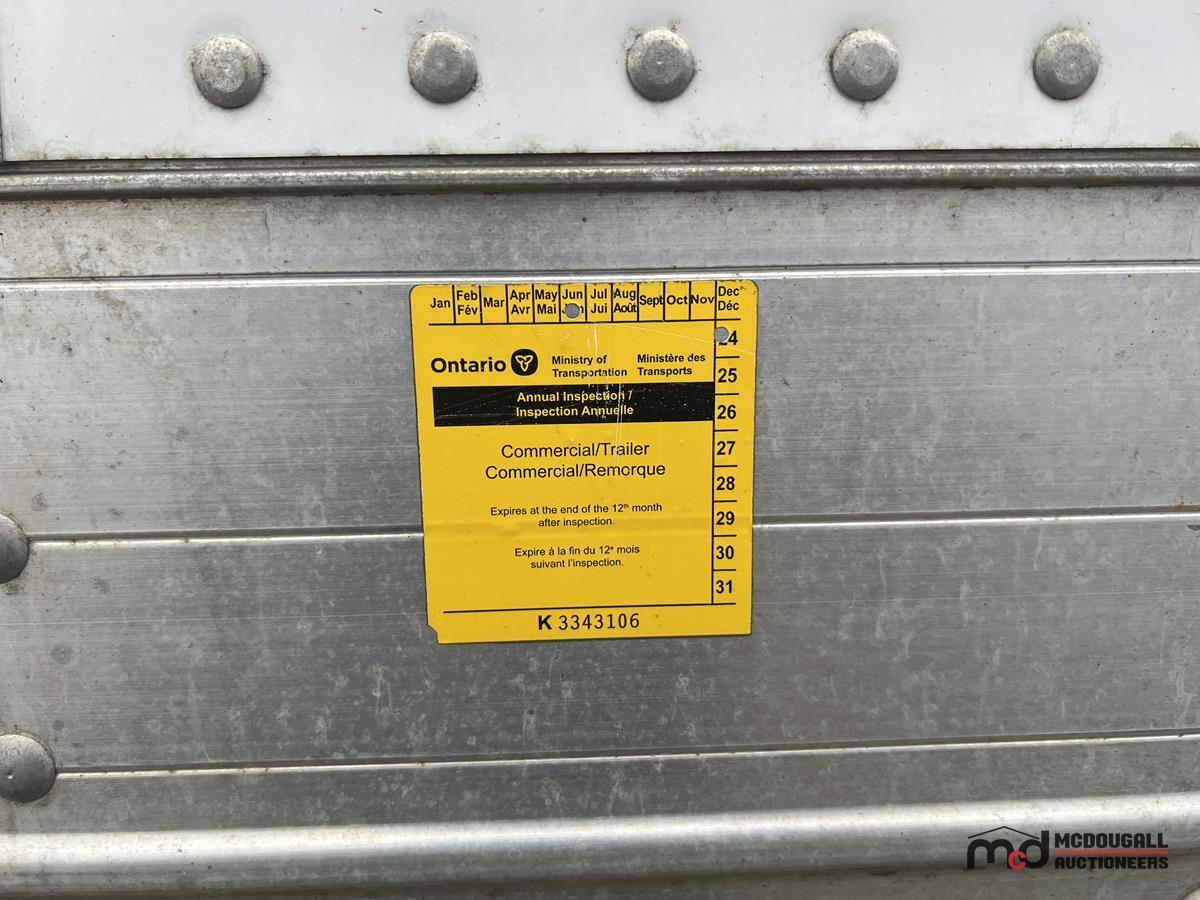 Jan Feb Fév Mar Apr Avr May Mai Jun Jul Jui Aug Août Sept Oct Nov Dec Déc
24
Ontario Ministry of Transportation Ministère des Transports
25
Annual Inspection /
Inspection Annuelle
26
Commercial/Trailer
27
Commercial/Remorque
28
Expires at the end of the 12th month
after inspection.
29
Expire à la fin du 12e mois
suivant l'inspection.
30
31
K 3343106
mcd MCDOUGALL
AUCTIONEERS